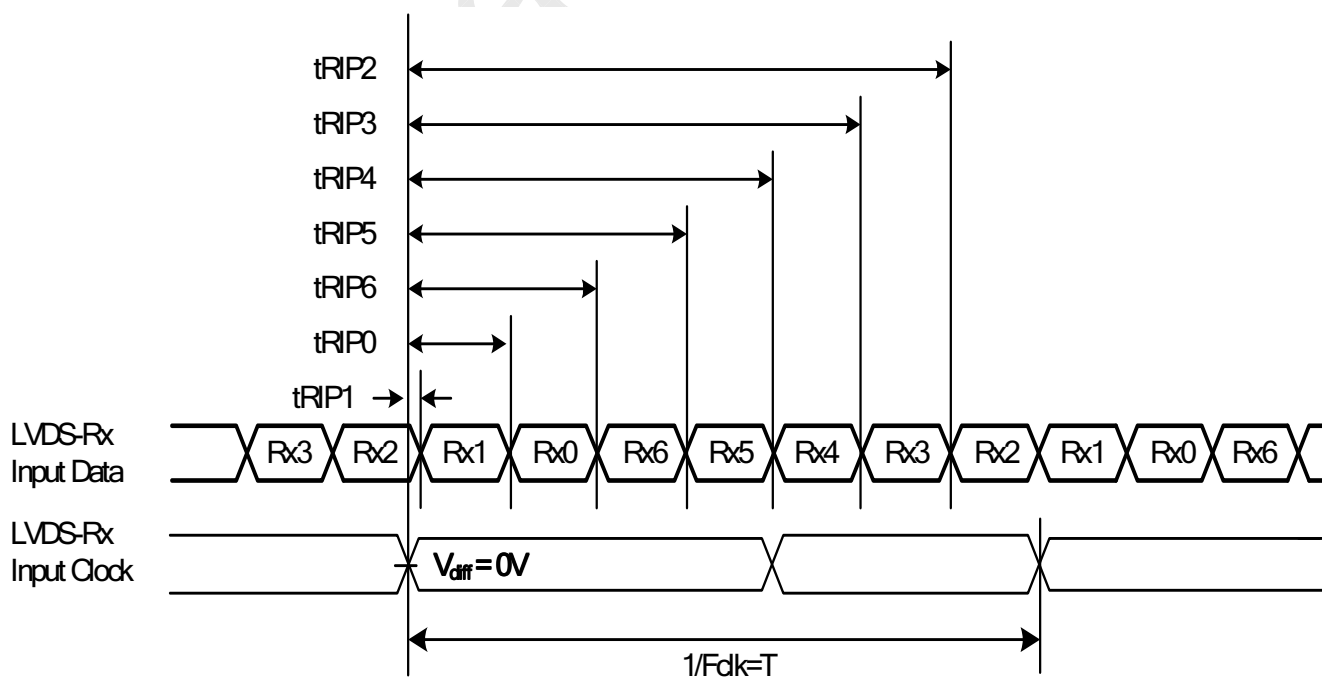 tRIP2
tRIP3
tRIP4
tRIP5
tRIP6
tRIP0
tRIP1
LVDS-Rx
Input Data
Rx3 Rx2 Rx1 Rx0 Rx6 Rx5 Rx4 Rx3 Rx2 Rx1 Rx0 Rx6
LVDS-Rx
Input Clock
Vdiff = 0V
1/Fclk=T